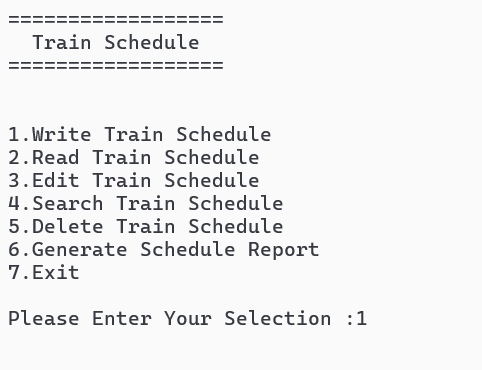 ==================
Train Schedule
==================
1.Write Train Schedule
2.Read Train Schedule
3.Edit Train Schedule
4.Search Train Schedule
5.Delete Train Schedule
6.Generate Schedule Report
7.Exit
Please Enter Your Selection :1